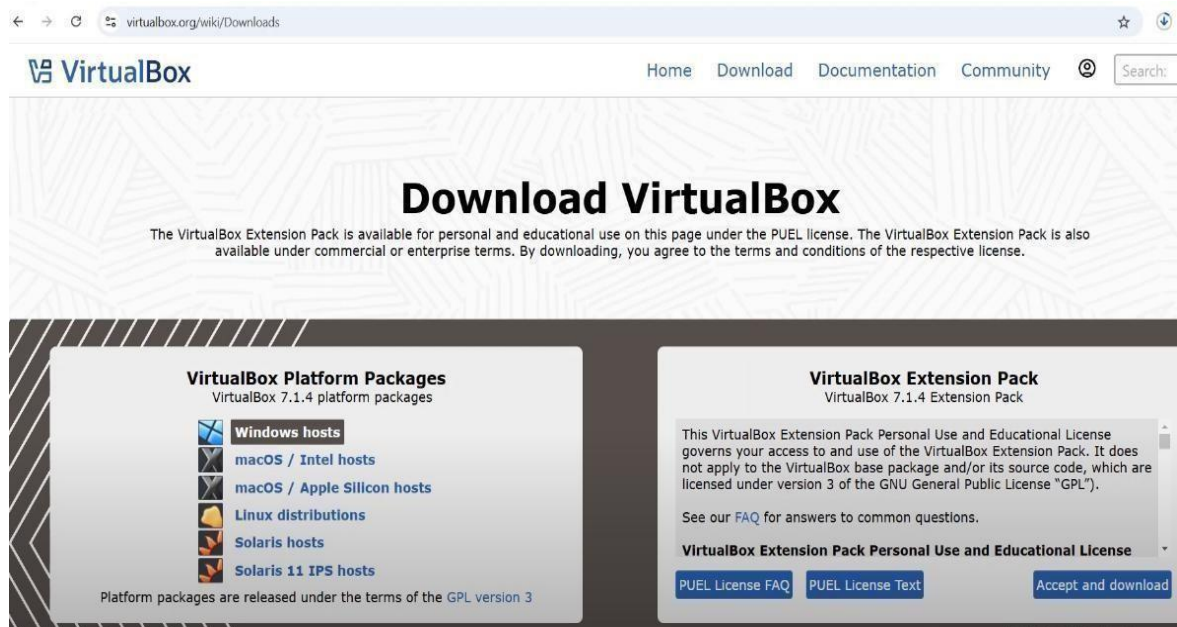 virtualbox.org/wiki/Downloads
VirtualBox
Home Download Documentation Community Search:
Download VirtualBox
The VirtualBox Extension Pack is available for personal and educational use on this page under the PUEL license. The VirtualBox Extension Pack is also
available under commercial or enterprise terms. By downloading, you agree to the terms and conditions of the respective license.
VirtualBox Platform Packages
VirtualBox 7.1.4 platform packages
Windows hosts
macOS / Intel hosts
macOS / Apple Silicon hosts
Linux distributions
Solaris hosts
Solaris 11 IPS hosts
Platform packages are released under the terms of the GPL version 3
VirtualBox Extension Pack
VirtualBox 7.1.4 Extension Pack
This VirtualBox Extension Pack Personal Use and Educational License
governs your access to and use of the VirtualBox Extension Pack. It does
not apply to the VirtualBox base package and/or its source code, which are
licensed under version 3 of the GNU General Public License “GPL”).
See our FAQ for answers to common questions.
VirtualBox Extension Pack Personal Use and Educational License
PUEL License FAQ PUEL License Text Accept and download